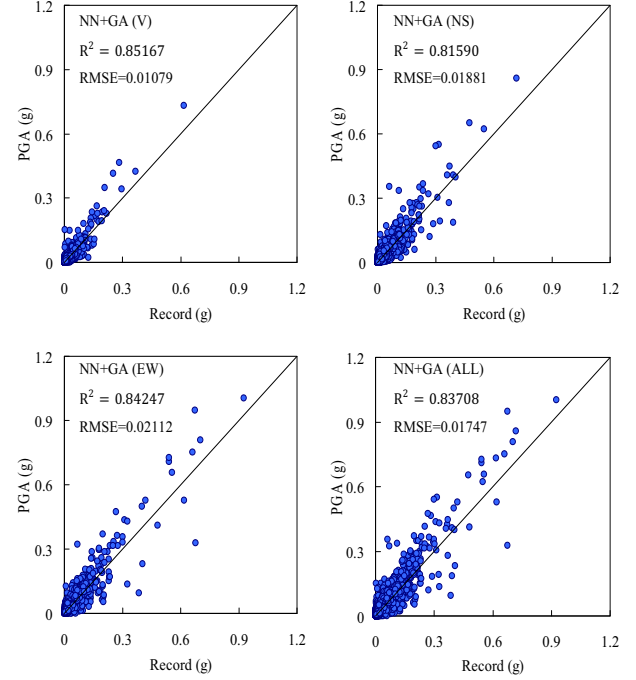 NN+GA (V)
R² = 0.85167
RMSE=0.01079
PGA (g)
1.2
0.9
0.6
0.3
0
0 0.3 0.6 0.9 1.2
Record (g)
NN+GA (NS)
R² = 0.81590
RMSE=0.01881
PGA (g)
1.2
0.9
0.6
0.3
0
0 0.3 0.6 0.9 1.2
Record (g)
NN+GA (EW)
R² = 0.84247
RMSE=0.02112
PGA (g)
1.2
0.9
0.6
0.3
0
0 0.3 0.6 0.9 1.2
Record (g)
NN+GA (ALL)
R² = 0.83708
RMSE=0.01747
PGA (g)
1.2
0.9
0.6
0.3
0
0 0.3 0.6 0.9 1.2
Record (g)